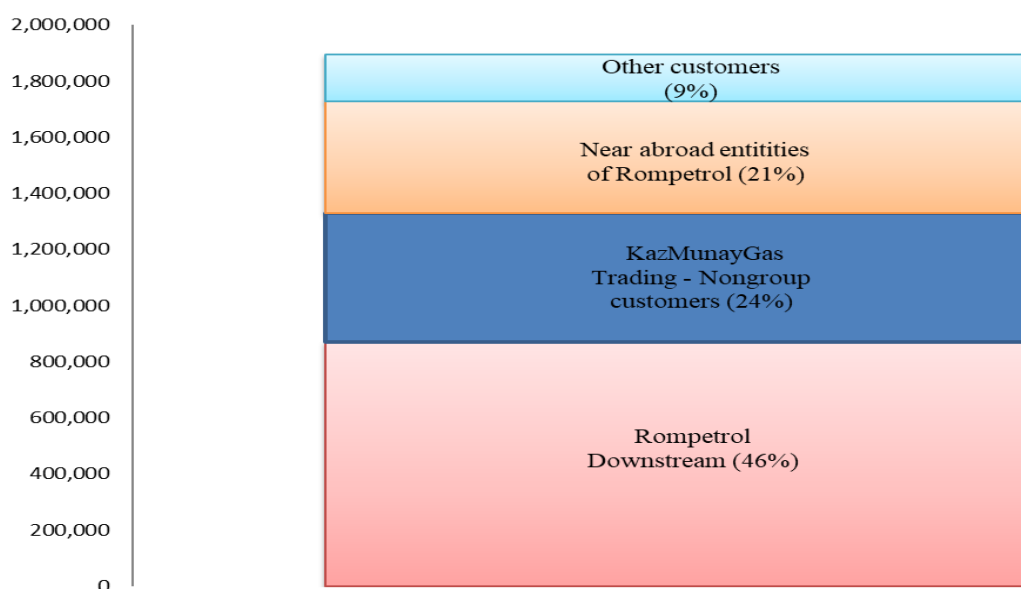 2,000,000
1,800,000
1,600,000
1,400,000
1,200,000
1,000,000
800,000
600,000
400,000
200,000
0
Other customers
(9%)
Near abroad entitities
of Rompetrol (21%)
KazMunayGas
Trading - Nongroup
customers (24%)
Rompetrol
Downstream (46%)